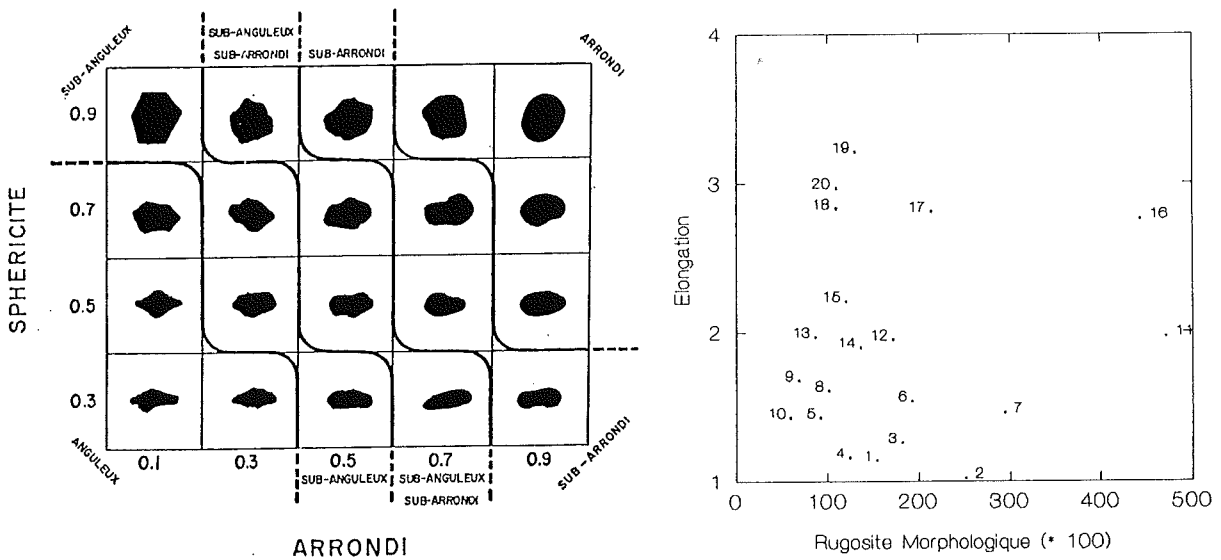 SUB-ANGULEUX
SUB-ANGULEUX
SUB-ARRONDI
SUB-ARRONDI
ARRONDI
SPHERICITE
0.9
0.7
0.5
0.3
ANGULEUX
0.1
0.3
0.5
0.7
0.9
SUB-ANGULEUX
SUB-ANGULEUX
SUB-ARRONDI
SUB-ARRONDI
ARRONDI
Elongation
4
3
2
1
19
20
18
17
16
15
13
14
12
11
9
8
6
7
10
5
3
4
1
2
0
100
200
300
400
500
Rugosite Morphologique (* 100)